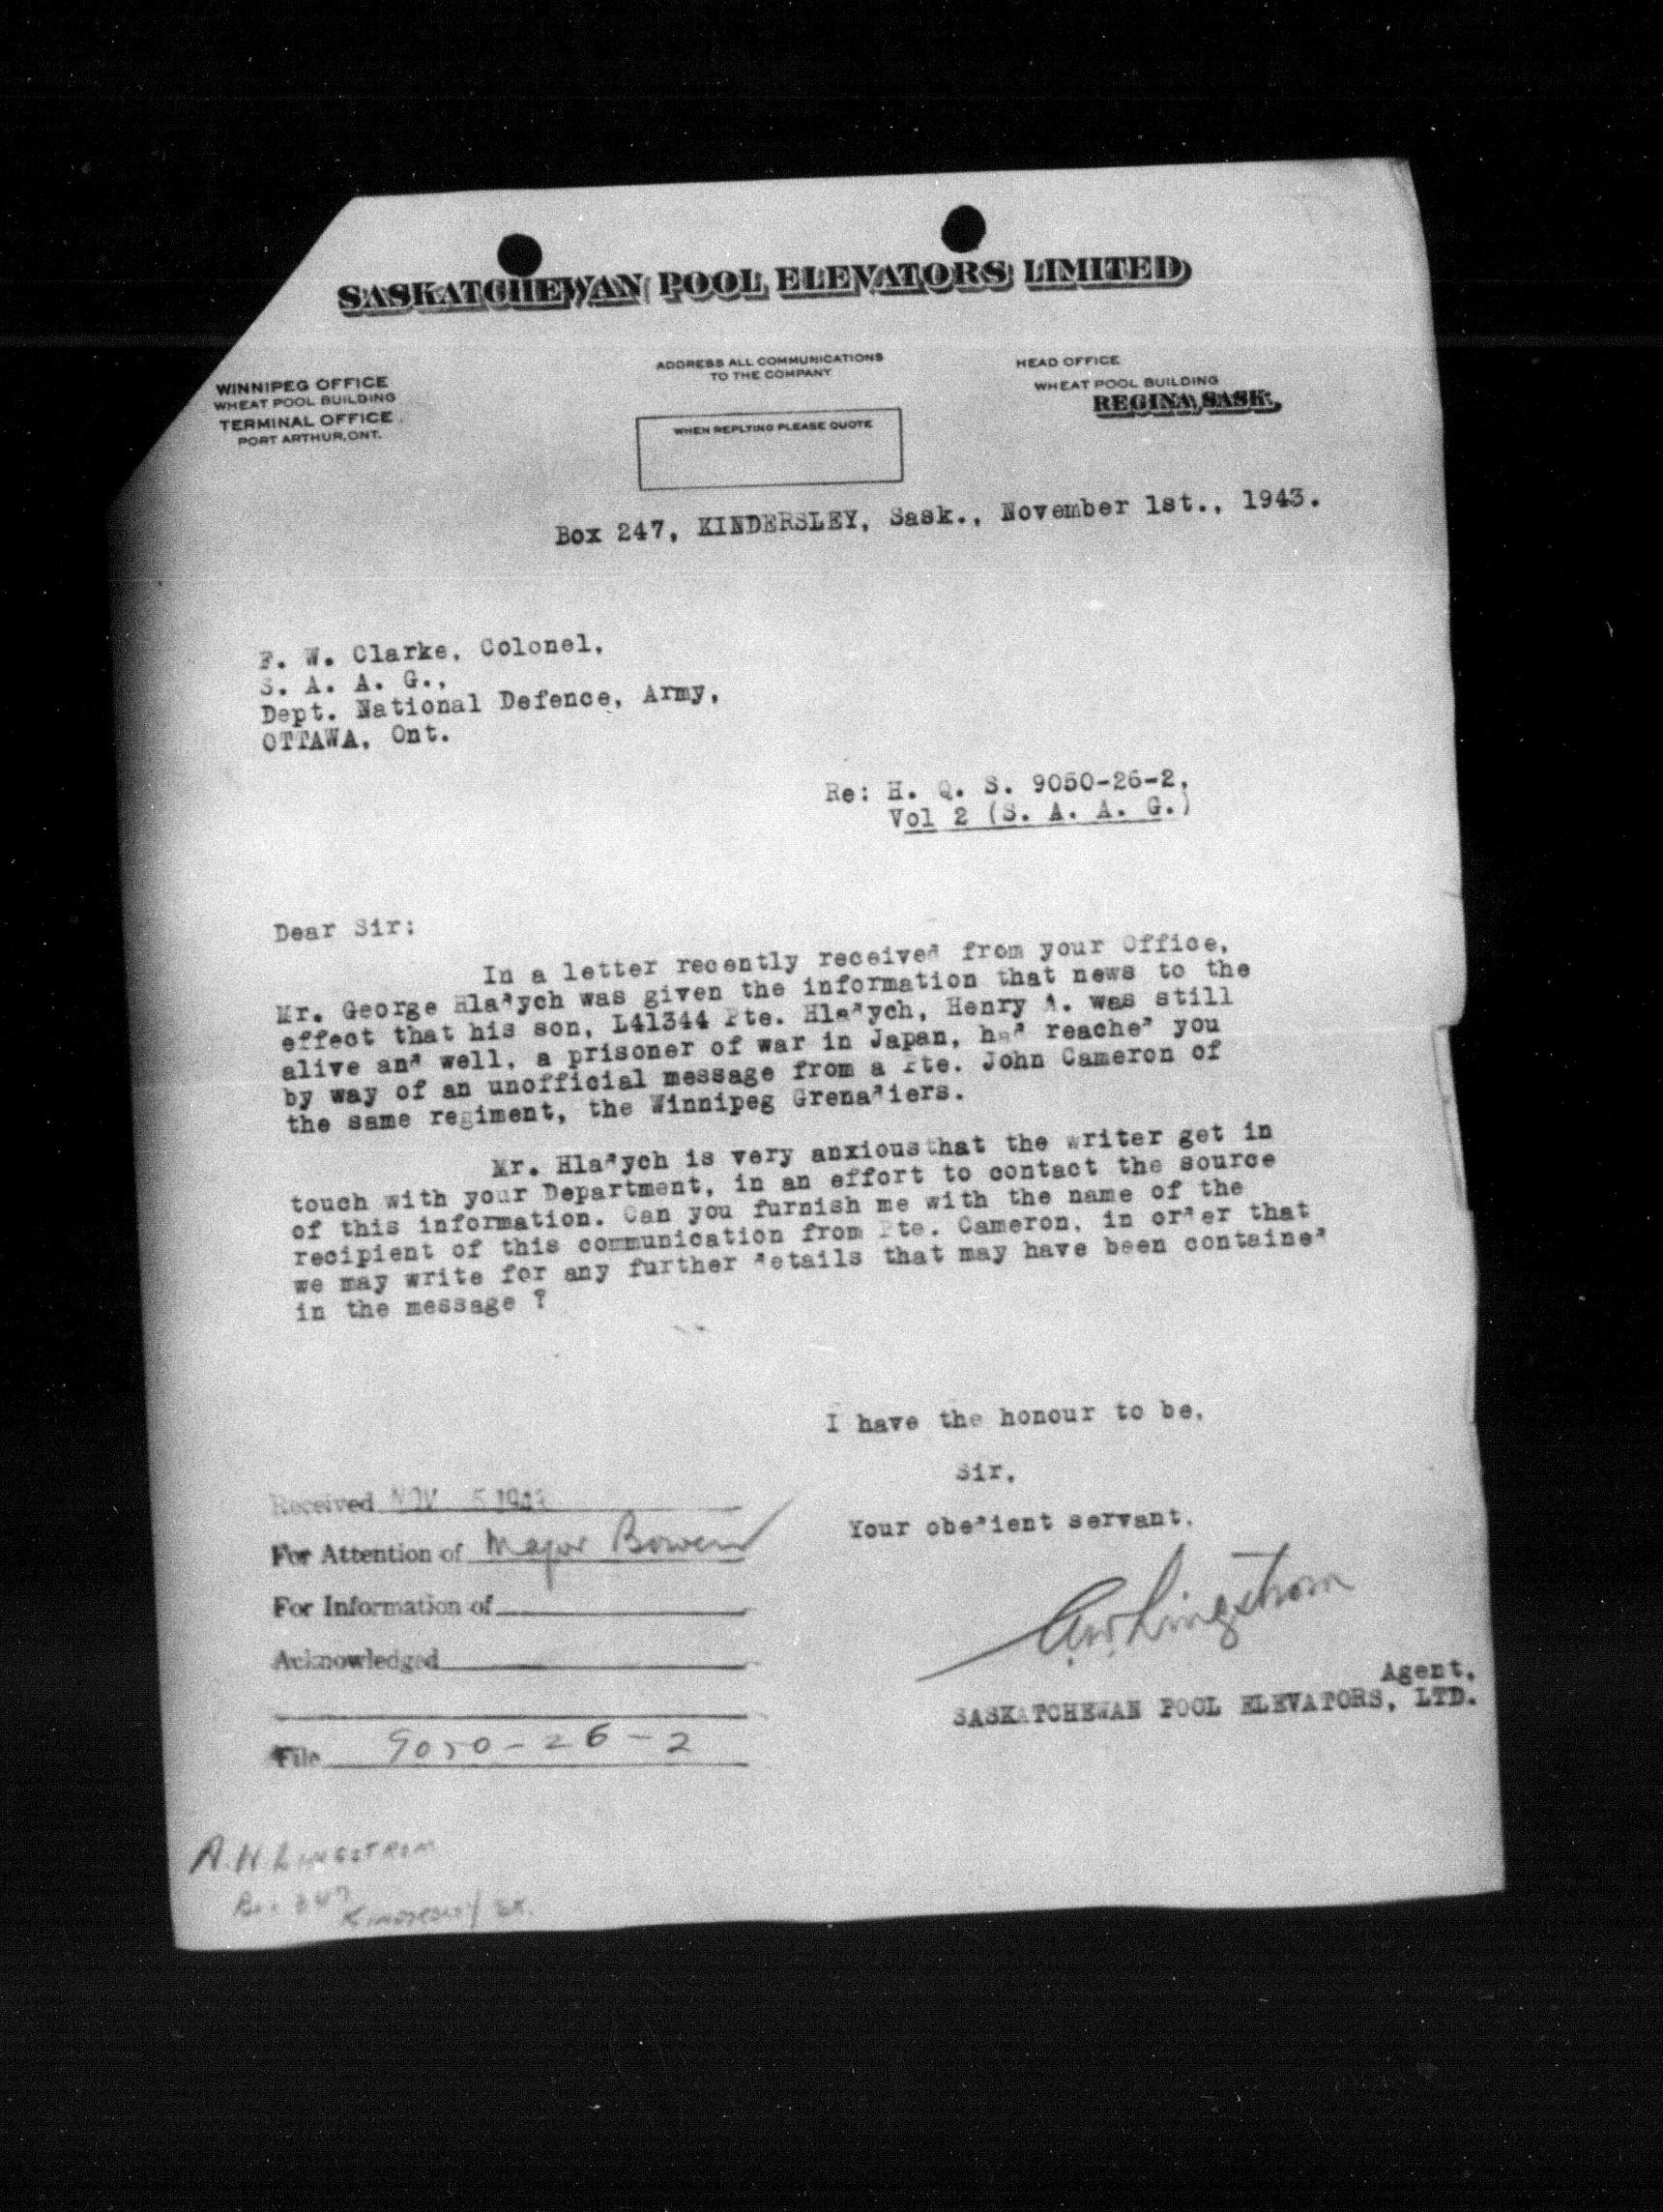 SASKATCHEWAN POOL ELEVATORS LIMITED
WINNIPEG OFFICE
WHEAT POOL BUILDING
TERMINAL OFFICE
PORT ARTHUR, ONT.
ADDRESS ALL COMMUNICATIONS
TO THE COMPANY
WHEN REPLYING PLEASE QUOTE
HEAD OFFICE
WHEAT POOL BUILDING
REGINA, SASK.
Box 247, KINDERSLEY, Sask., November 1st., 1943.
F. W. Clarke, Colonel,
S. A. A. G.,
Dept. National Defence, Army,
OTTAWA, Ont.
Re: H. Q. S. 9050-26-2,
Vol 2 (S. A. A. G.)
Dear Sir:
In a letter recently received from your Office,
Mr. George Hladych was given the information that news to the
effect that his son, L41344 Pte. Hladych, Henry A. was still
alive and well, a prisoner of war in Japan, had reached you
by way of an unofficial message from a Pte. John Cameron of
the same regiment, the Winnipeg Grenadiers.
Mr. Hladych is very anxious that the writer get in
touch with your Department, in an effort to contact the source
of this information. Can you furnish me with the name of the
recipient of this communication from Pte. Cameron, in order that
we may write for any further details that may have been contained
in the message ?
I have the honour to be,
Sir,
Your obedient servant,
A.W. Lingstrom
Agent,
SASKATCHEWAN POOL ELEVATORS, LTD.
Received NOV 5 1943
For Attention of Major Bowen
For Information of
Acknowledged
File 9050-26-2
A. W. LINGSTROM
Box 247
KINDERSLEY SK.